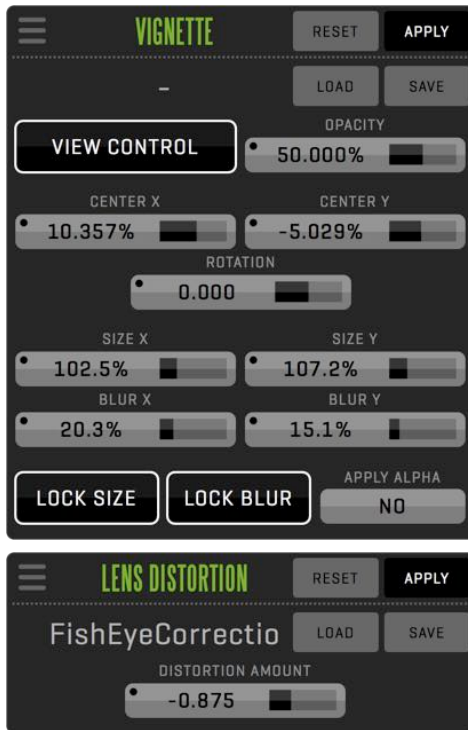 VIGNETTE RESET APPLY
- LOAD SAVE
OPACITY
VIEW CONTROL 50.000%
CENTER X CENTER Y
10.357% -5.029%
ROTATION
0.000
SIZE X SIZE Y
102.5% 107.2%
BLUR X BLUR Y
20.3% 15.1%
APPLY ALPHA
LOCK SIZE LOCK BLUR NO
LENS DISTORTION RESET APPLY
FishEyeCorrectio LOAD SAVE
DISTORTION AMOUNT
-0.875